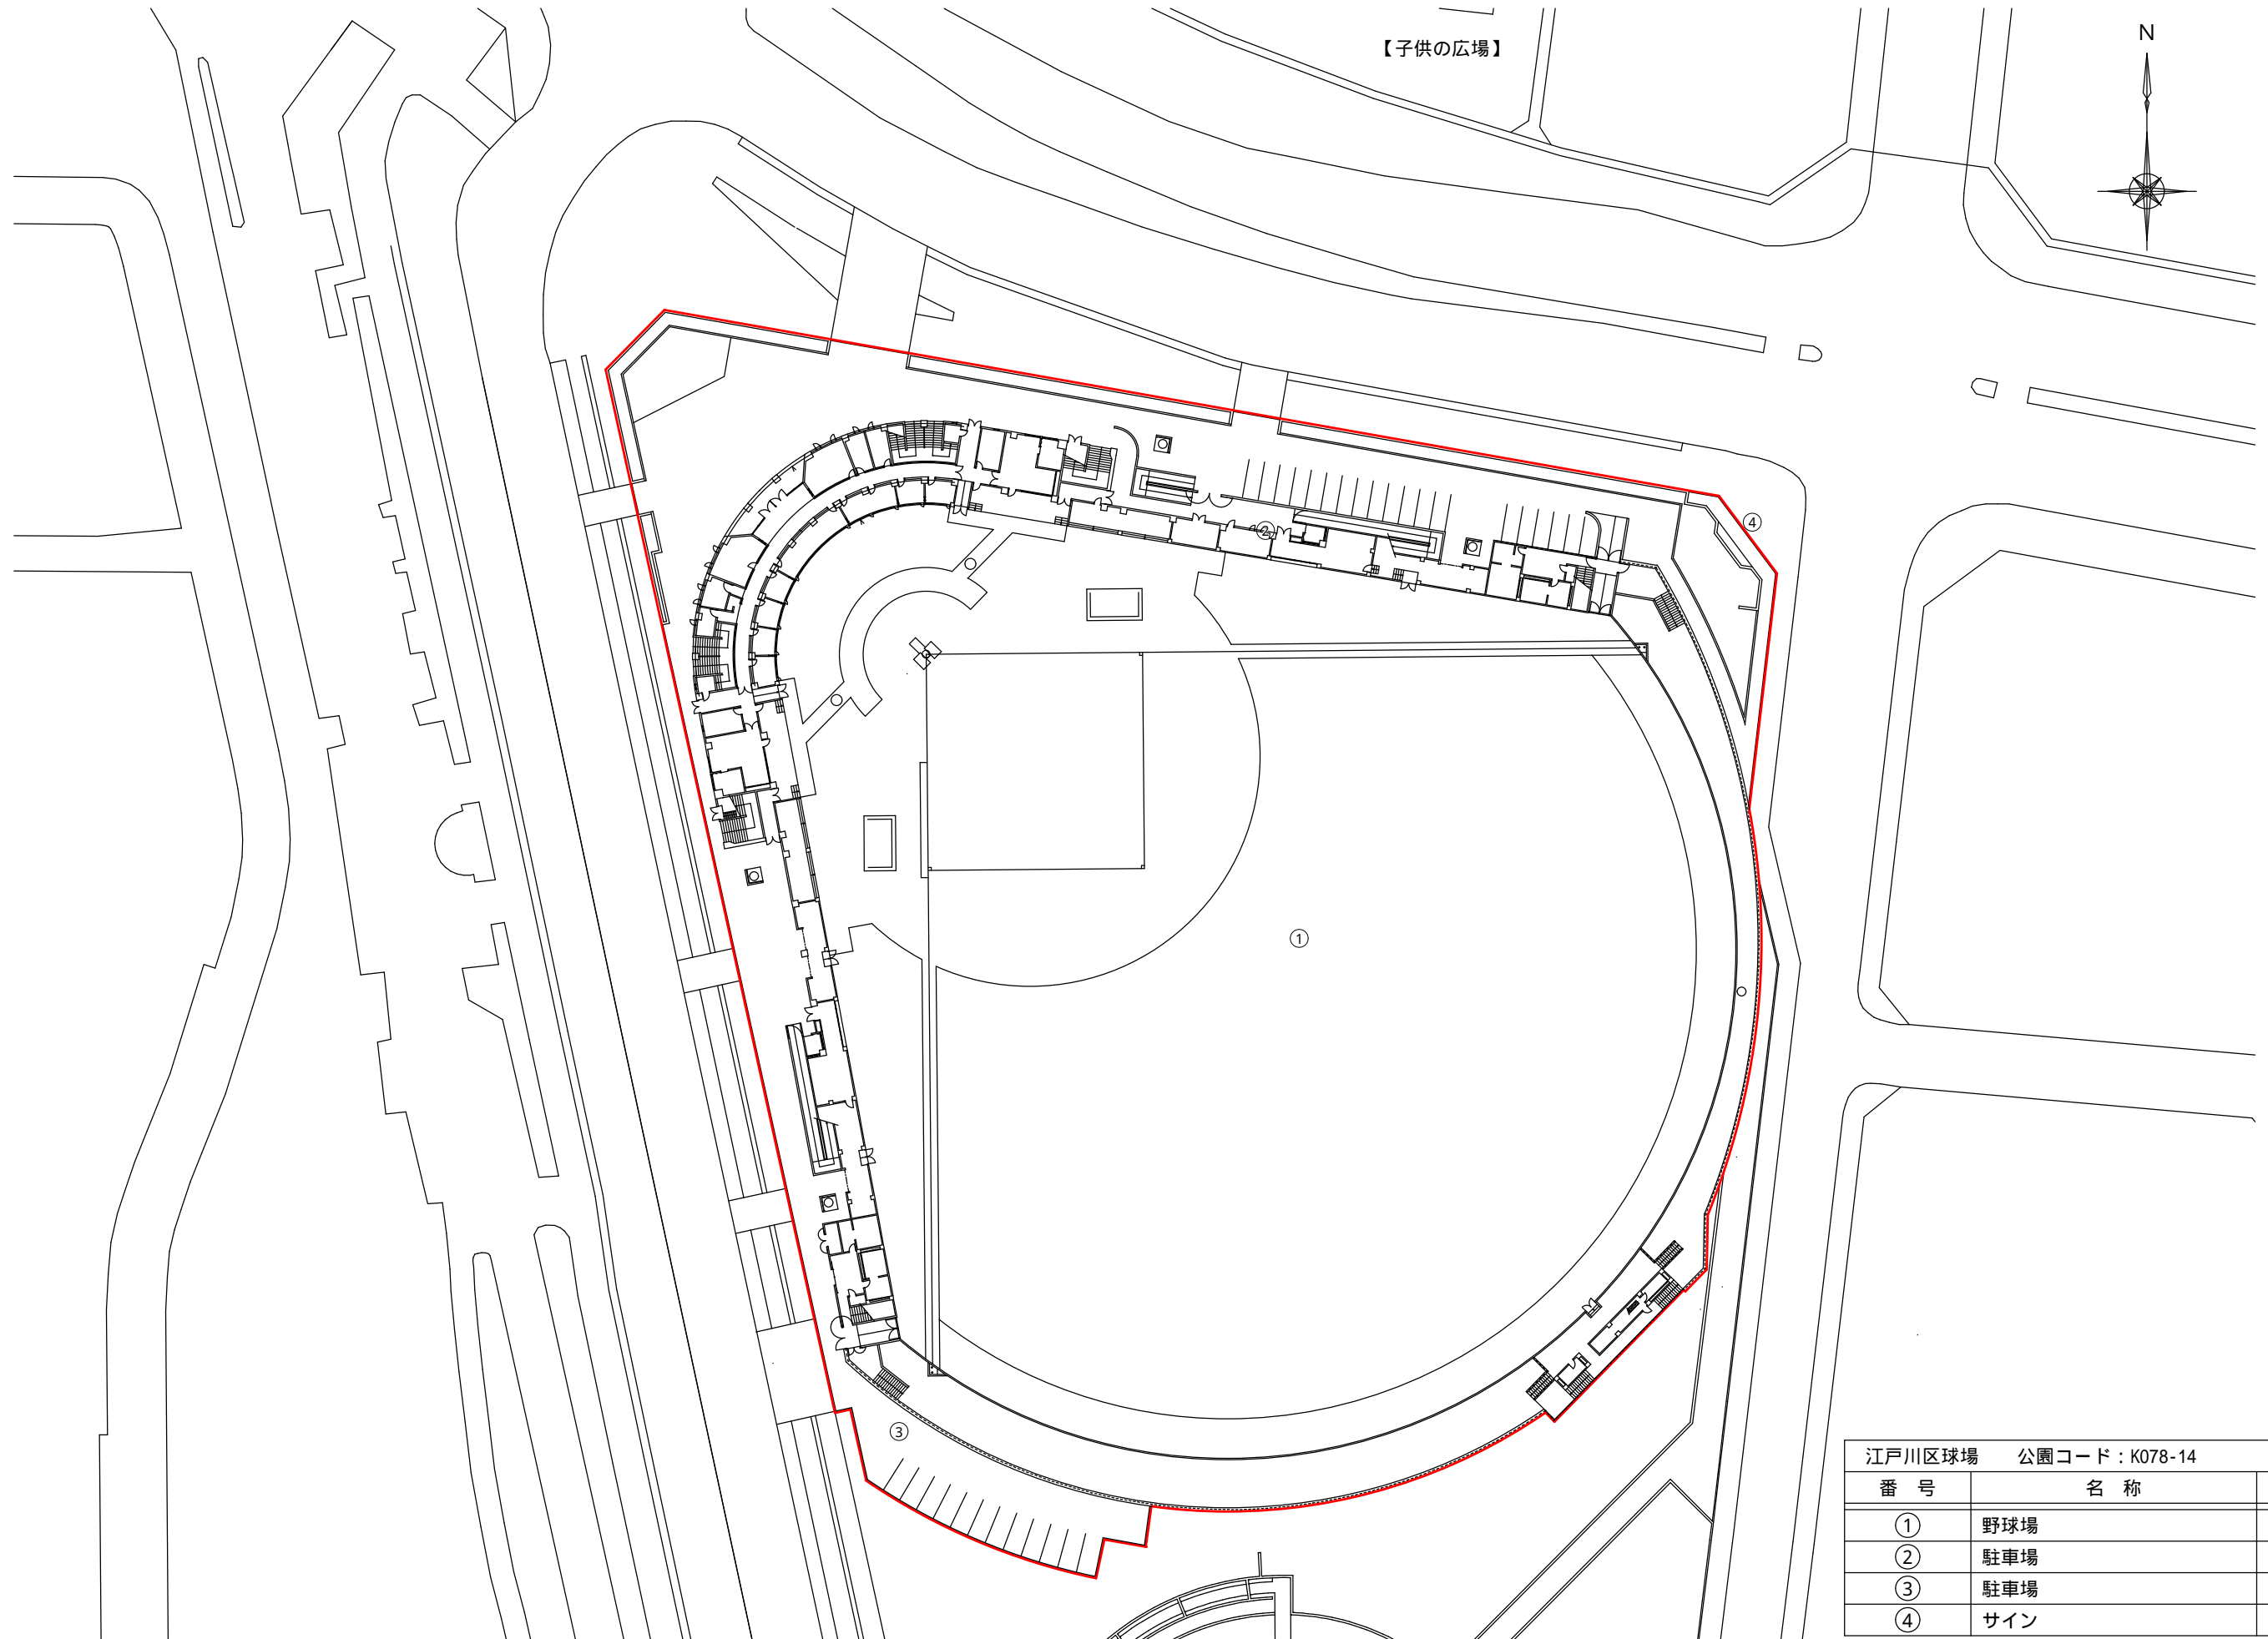 【子供の広場】
N
④
②
①
③
江戸川区球場 公園コード：K078-14
番 号 名 称
① 野球場
② 駐車場
③ 駐車場
④ サイン